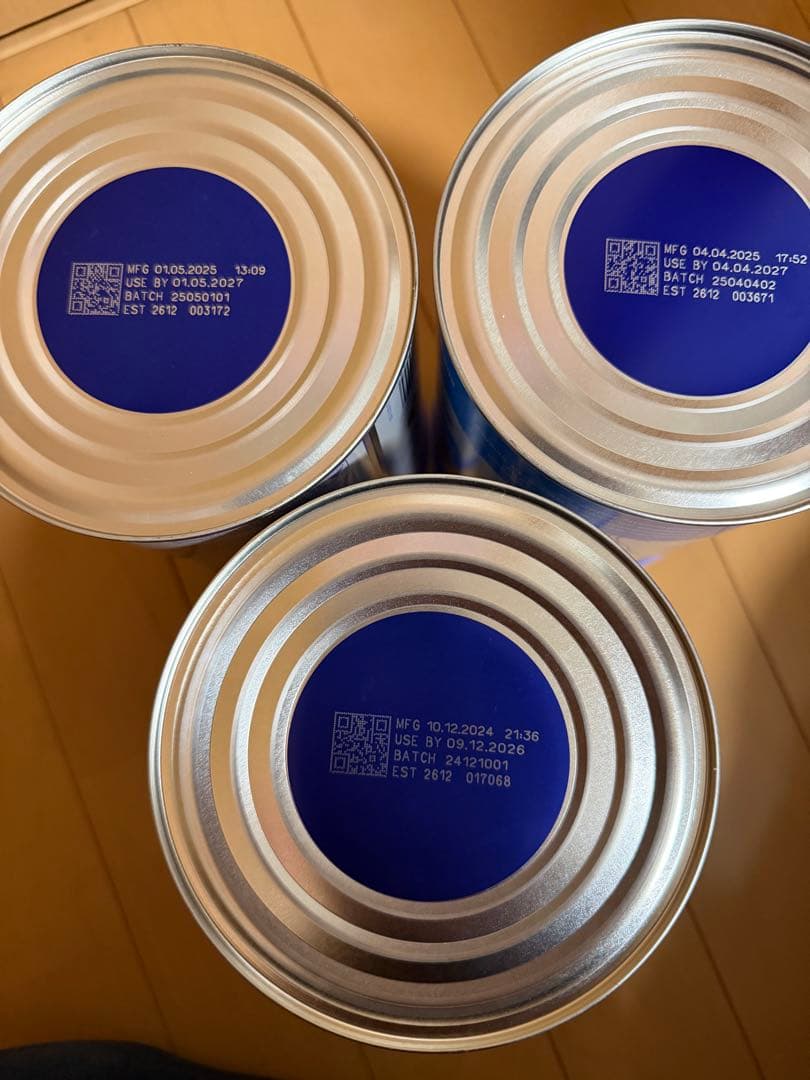 MFG 01.05.2025 13:09
USE BY 01.05.2027
BATCH 25050101
EST 2612 003172
MFG 04.04.2025 17:52
USE BY 04.04.2027
BATCH 25040402
EST 2612 003671
MFG 10.12.2024 21:36
USE BY 09.12.2026
BATCH 24121001
EST 2612 017068